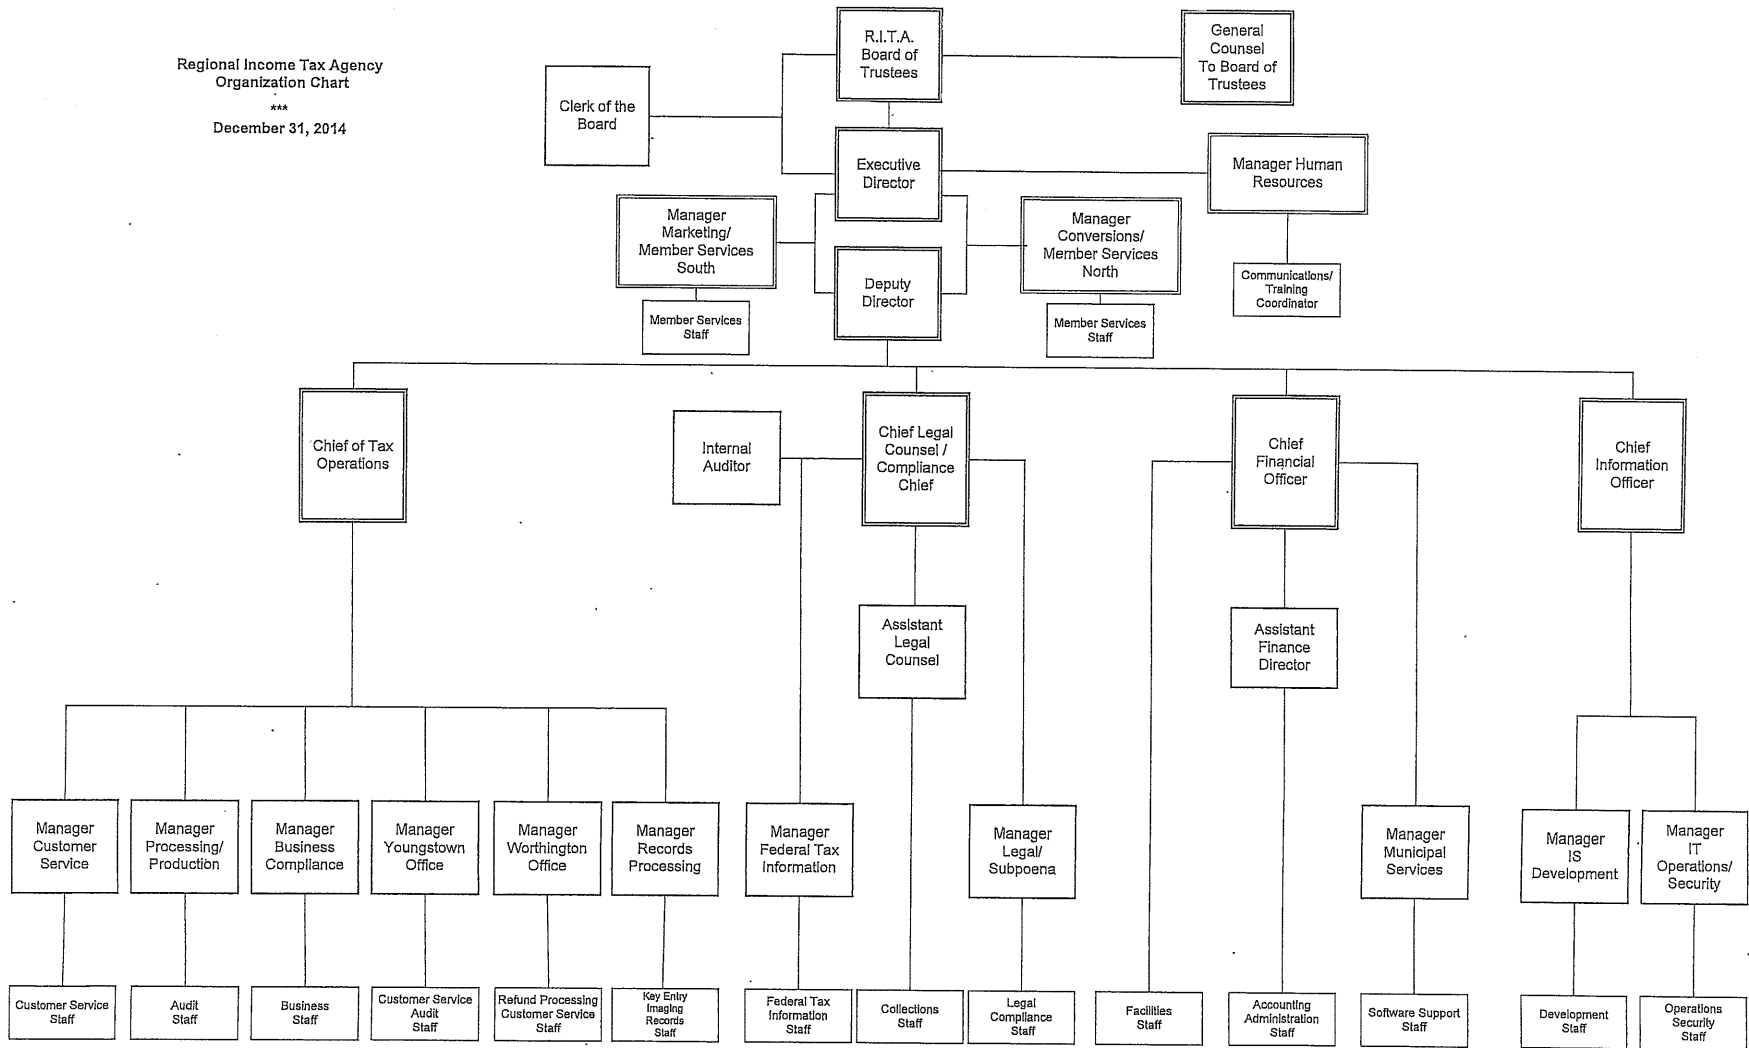 Regional Income Tax Agency
Organization Chart
***
December 31, 2014
R.I.T.A.
Board of
Trustees
General
Counsel
To Board of
Trustees
Clerk of the
Board
Executive
Director
Manager Human
Resources
Manager
Marketing/
Member Services
South
Manager
Conversions/
Member Services
North
Deputy
Director
Communications/
Training
Coordinator
Member Services
Staff
Member Services
Staff
Chief of Tax
Operations
Internal
Auditor
Chief Legal
Counsel /
Compliance
Chief
Chief
Financial
Officer
Chief
Information
Officer
Assistant
Legal
Counsel
Assistant
Finance
Director
Manager
Customer
Service
Manager
Processing/
Production
Manager
Business
Compliance
Manager
Youngstown
Office
Manager
Worthington
Office
Manager
Records
Processing
Manager
Federal Tax
Information
Manager
Legal/
Subpoena
Manager
Municipal
Services
Manager
IS
Development
Manager
IT
Operations/
Security
Customer Service
Staff
Audit
Staff
Business
Staff
Customer Service
Audit
Staff
Refund Processing
Customer Service
Staff
Key Entry
Imaging
Records
Staff
Federal Tax
Information
Staff
Collections
Staff
Legal
Compliance
Staff
Facilities
Staff
Accounting
Administration
Staff
Software Support
Staff
Development
Staff
Operations
Security
Staff